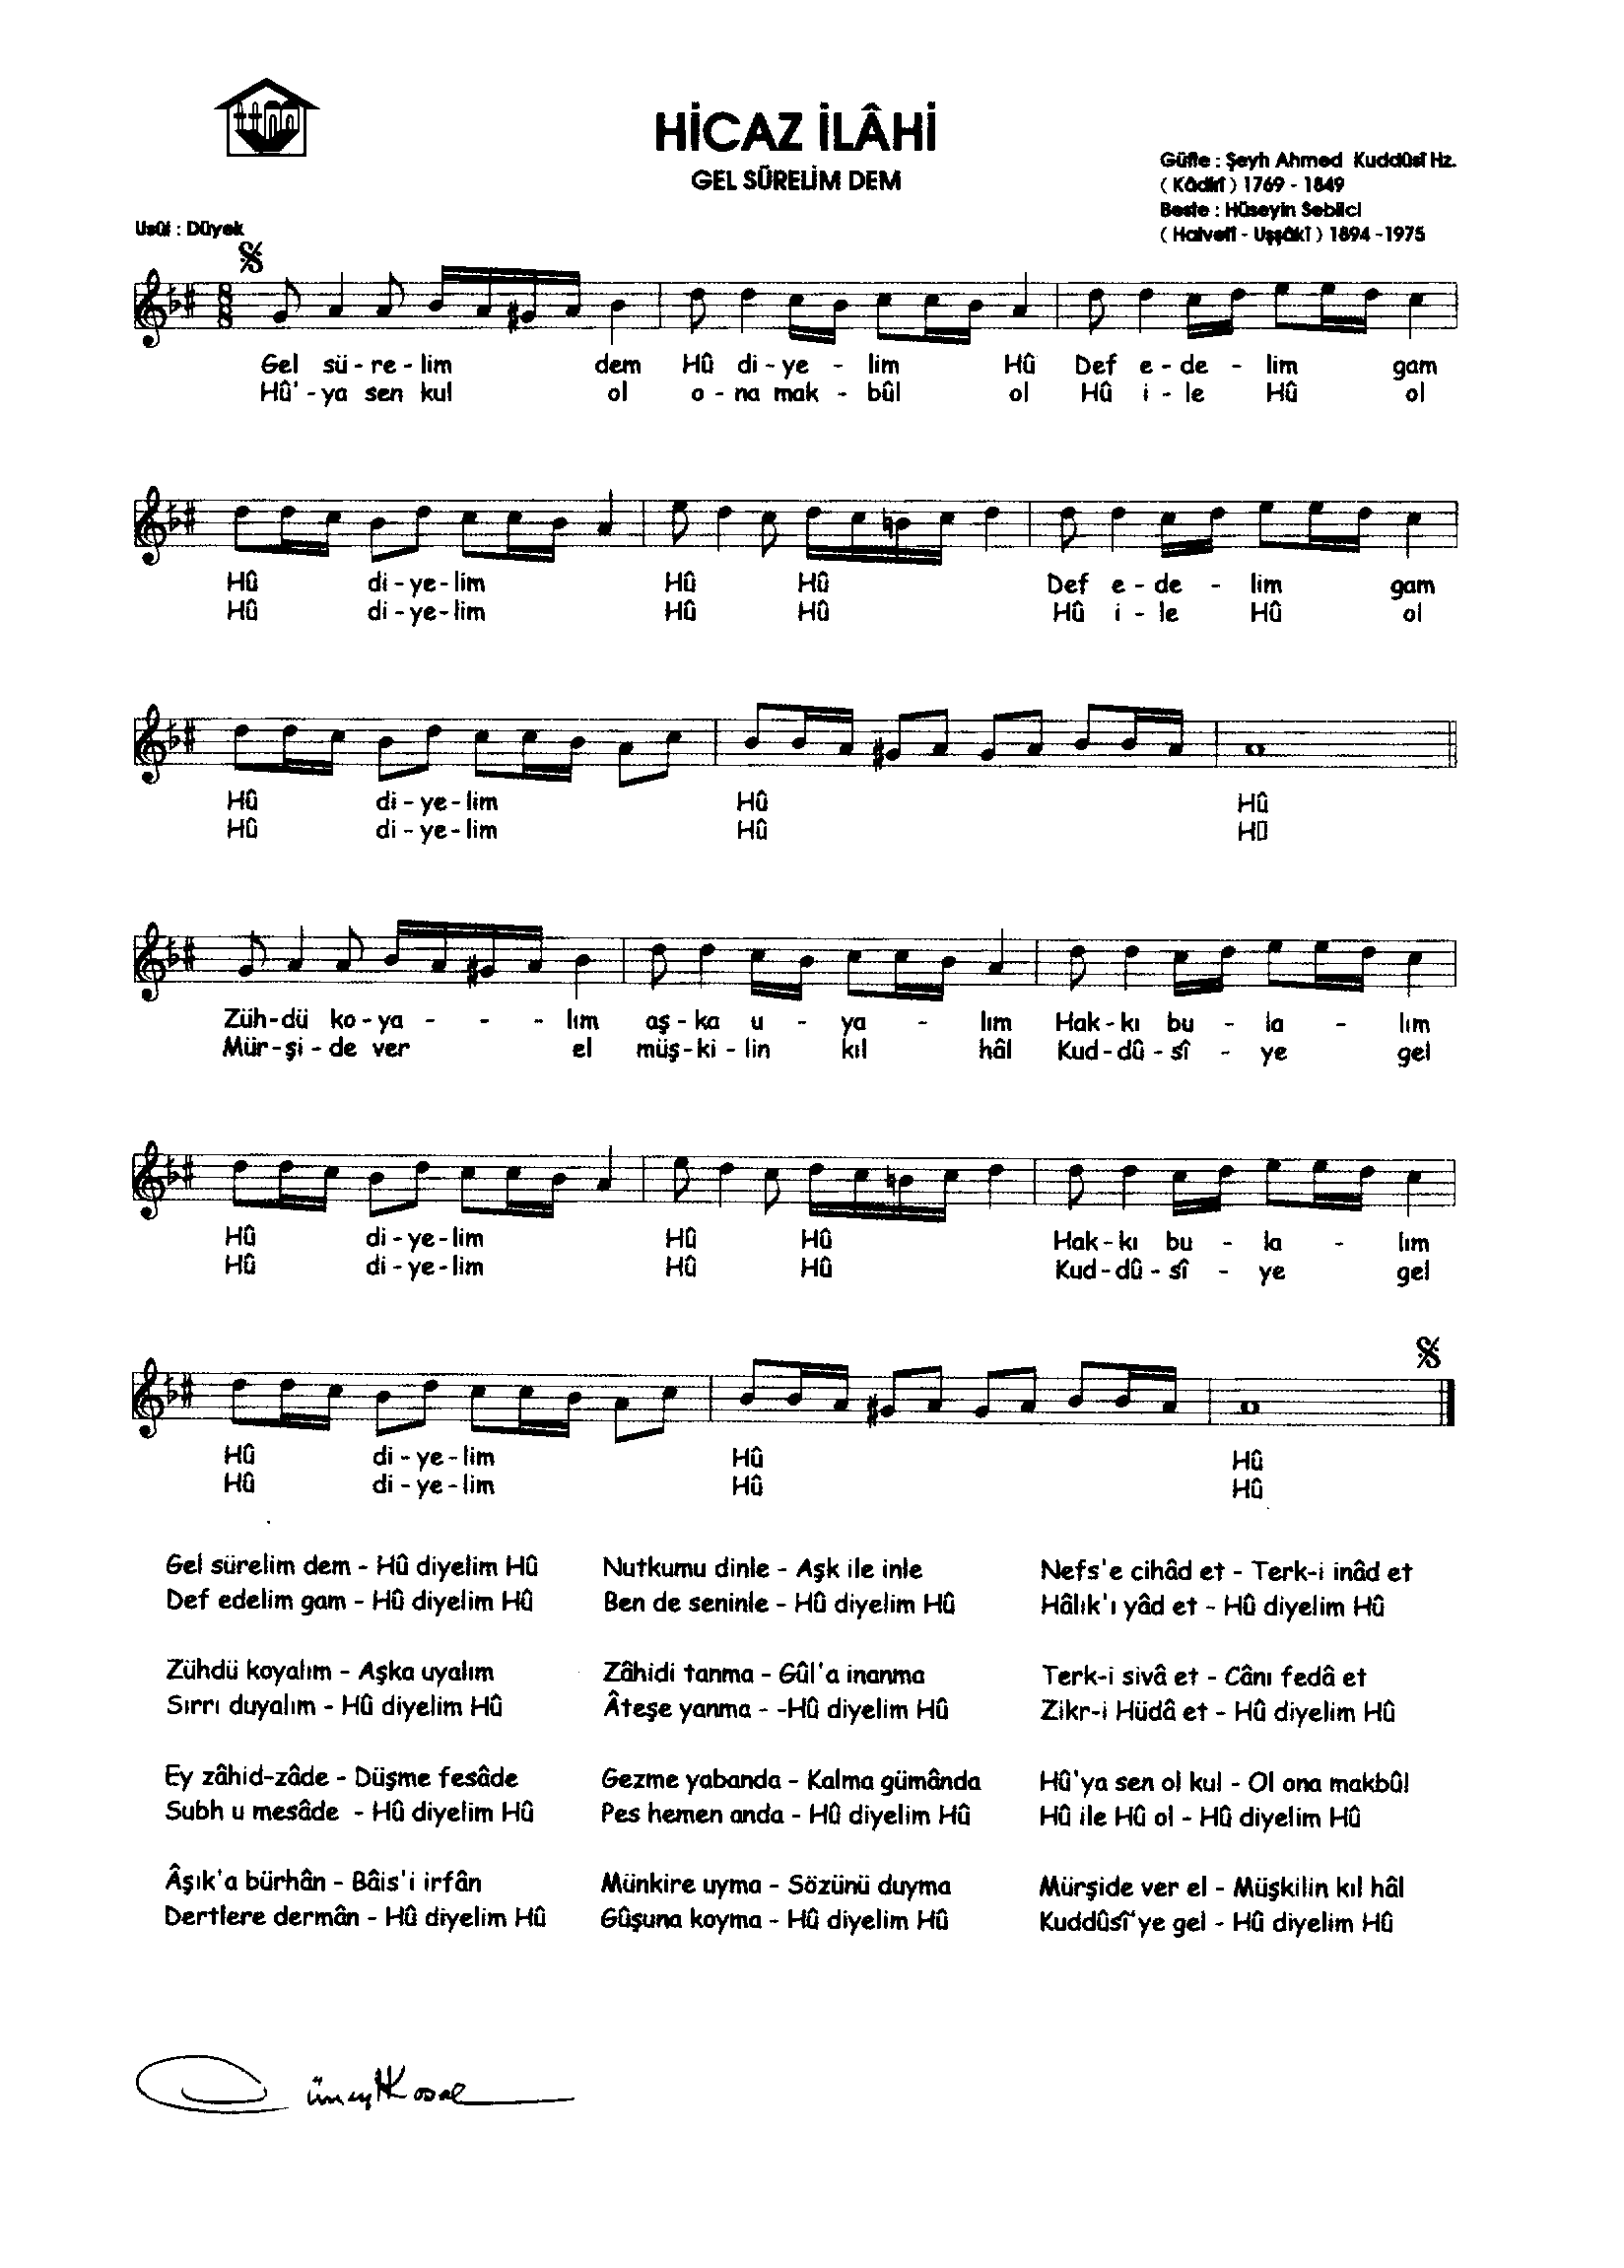 HİCAZ İLÂHİ
GEL SÜRELİM DEM
Güfte : Şeyh Ahmed Kuddûsî Hz.
( Kâdirî ) 1769 - 1849
Beste : Hüseyin Sebilci
( Halvetî - Uşşâkî ) 1894 -1975
Usûl : Düyek
8
8
Gel sü - re - lim dem Hû di - ye - lim Hû Def e - de - lim gam
Hû' - ya sen kul ol o - na mak - bûl ol Hû i - le Hû ol
Hû di - ye - lim Hû Hû Def e - de - lim gam
Hû di - ye - lim Hû Hû Hû i - le Hû ol
Hû di - ye - lim Hû Hû
Hû di - ye - lim Hû Hû
Züh - dü ko - ya - - - lım aş - ka u - ya - lım Hak - kı bu - la - lım
Mür - şi - de ver el müş - ki - lin kıl hâl Kud - dû - sî - ye gel
Hû di - ye - lim Hû Hû Hak - kı bu - la - lım
Hû di - ye - lim Hû Hû Kud - dû - sî - ye gel
Hû di - ye - lim Hû Hû
Hû di - ye - lim Hû Hû
Gel sürelim dem - Hû diyelim Hû
Def edelim gam - Hû diyelim Hû
Zühdü koyalım - Aşka uyalım
Sırrı duyalım - Hû diyelim Hû
Ey zâhid-zâde - Düşme fesâde
Subh u mesâde - Hû diyelim Hû
Âşık'a bürhân - Bâis'i irfân
Dertlere dermân - Hû diyelim Hû
Nutkumu dinle - Aşk ile inle
Ben de seninle - Hû diyelim Hû
Zâhidi tanma - Gûl'a inanma
Âteşe yanma - -Hû diyelim Hû
Gezme yabanda - Kalma gümânda
Pes hemen anda - Hû diyelim Hû
Münkire uyma - Sözünü duyma
Gûşuna koyma - Hû diyelim Hû
Nefs'e cihâd et - Terk-i inâd et
Hâlık'ı yâd et - Hû diyelim Hû
Terk-i sivâ et - Cânı fedâ et
Zikr-i Hüdâ et - Hû diyelim Hû
Hû'ya sen ol kul - Ol ona makbûl
Hû ile Hû ol - Hû diyelim Hû
Mürşide ver el - Müşkilin kıl hâl
Kuddûsî'ye gel - Hû diyelim Hû
Cüneyt Kosal